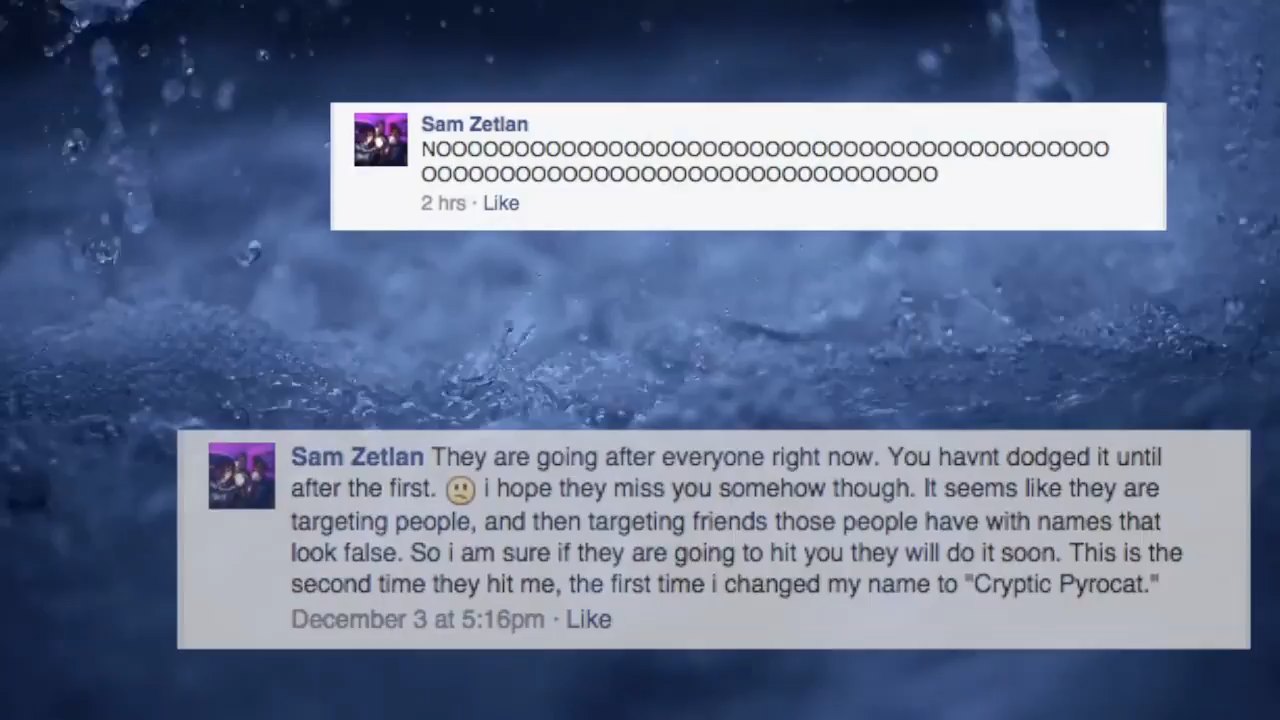 Sam Zetlan
NOOOOOOOOOOOOOOOOOOOOOOOOOOOOOOOOOOOOOOOOOOO
OOOOOOOOOOOOOOOOOOOOOOOOOOOOOOOOO
2 hrs · Like
Sam Zetlan They are going after everyone right now. You havnt dodged it until
after the first. i hope they miss you somehow though. It seems like they are
targeting people, and then targeting friends those people have with names that
look false. So i am sure if they are going to hit you they will do it soon. This is the
second time they hit me, the first time i changed my name to "Cryptic Pyrocat."
December 3 at 5:16pm · Like